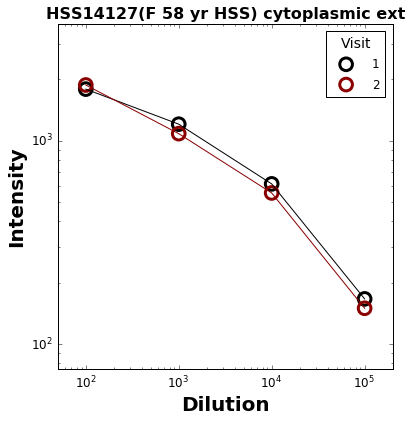 HSS14127(F 58 yr HSS) cytoplasmic ext
Visit
1
2
Intensity
10³
10²
10² 10³ 10⁴ 10⁵
Dilution